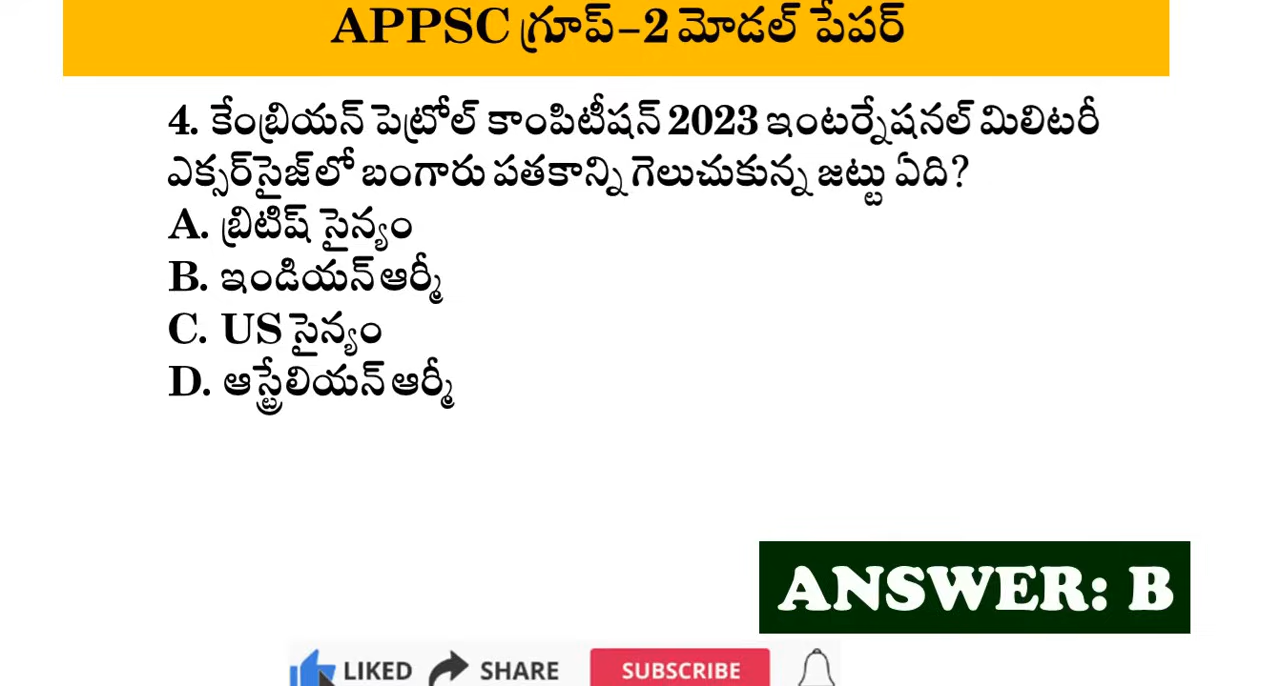 APPSC గ్రూప్-2 మోడల్ పేపర్
4. కేంబ్రియన్ పెట్రోల్ కాంపిటీషన్ 2023 ఇంటర్నేషనల్ మిలిటరీ
ఎక్సర్‌సైజ్‌లో బంగారు పతకాన్ని గెలుచుకున్న జట్టు ఏది?
A. బ్రిటిష్ సైన్యం
B. ఇండియన్ ఆర్మీ
C. US సైన్యం
D. ఆస్ట్రేలియన్ ఆర్మీ
ANSWER: B
LIKED SHARE SUBSCRIBE